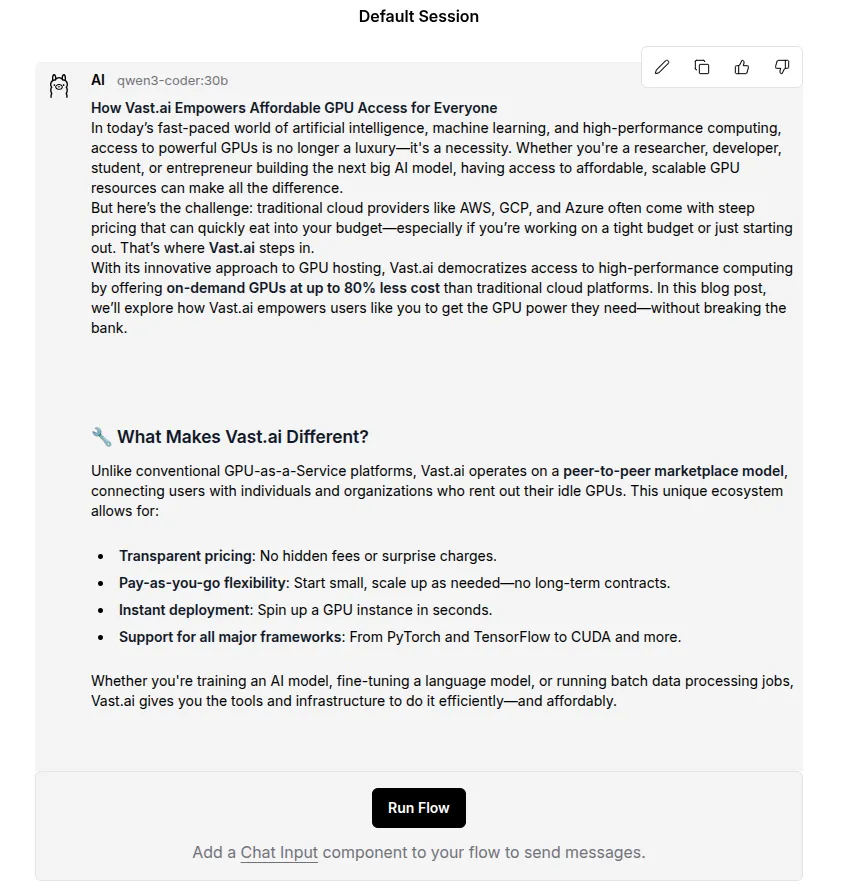 Default Session
AI qwen3-coder:30b
How Vast.ai Empowers Affordable GPU Access for Everyone
In today’s fast-paced world of artificial intelligence, machine learning, and high-performance computing,
access to powerful GPUs is no longer a luxury—it's a necessity. Whether you're a researcher, developer,
student, or entrepreneur building the next big AI model, having access to affordable, scalable GPU
resources can make all the difference.
But here’s the challenge: traditional cloud providers like AWS, GCP, and Azure often come with steep
pricing that can quickly eat into your budget—especially if you’re working on a tight budget or just starting
out. That’s where Vast.ai steps in.
With its innovative approach to GPU hosting, Vast.ai democratizes access to high-performance computing
by offering on-demand GPUs at up to 80% less cost than traditional cloud platforms. In this blog post,
we’ll explore how Vast.ai empowers users like you to get the GPU power they need—without breaking the
bank.
🔧 What Makes Vast.ai Different?
Unlike conventional GPU-as-a-Service platforms, Vast.ai operates on a peer-to-peer marketplace model,
connecting users with individuals and organizations who rent out their idle GPUs. This unique ecosystem
allows for:
• Transparent pricing: No hidden fees or surprise charges.
• Pay-as-you-go flexibility: Start small, scale up as needed—no long-term contracts.
• Instant deployment: Spin up a GPU instance in seconds.
• Support for all major frameworks: From PyTorch and TensorFlow to CUDA and more.
Whether you're training an AI model, fine-tuning a language model, or running batch data processing jobs,
Vast.ai gives you the tools and infrastructure to do it efficiently—and affordably.
Run Flow
Add a Chat Input component to your flow to send messages.